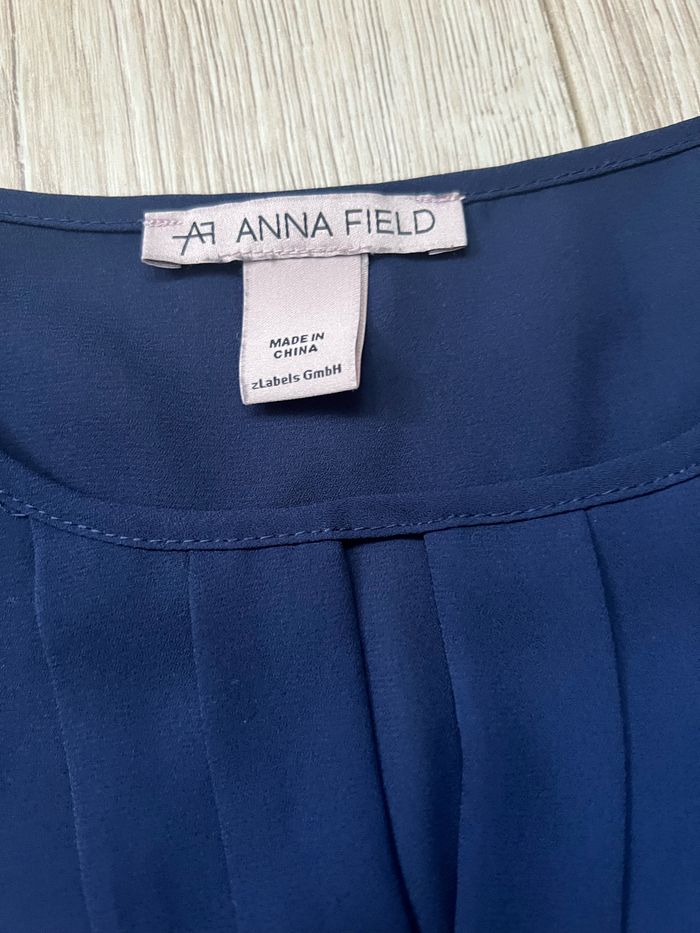 AF ANNA FIELD
MADE IN
CHINA
zLabels GmbH